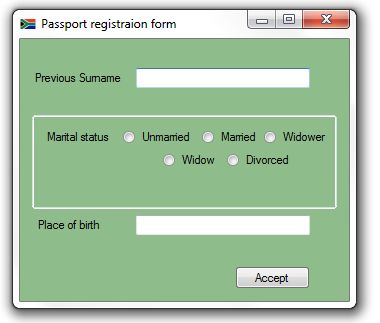 Passport registraion form
Previous Surname
Marital status Unmarried Married Widower
Widow Divorced
Place of birth
Accept